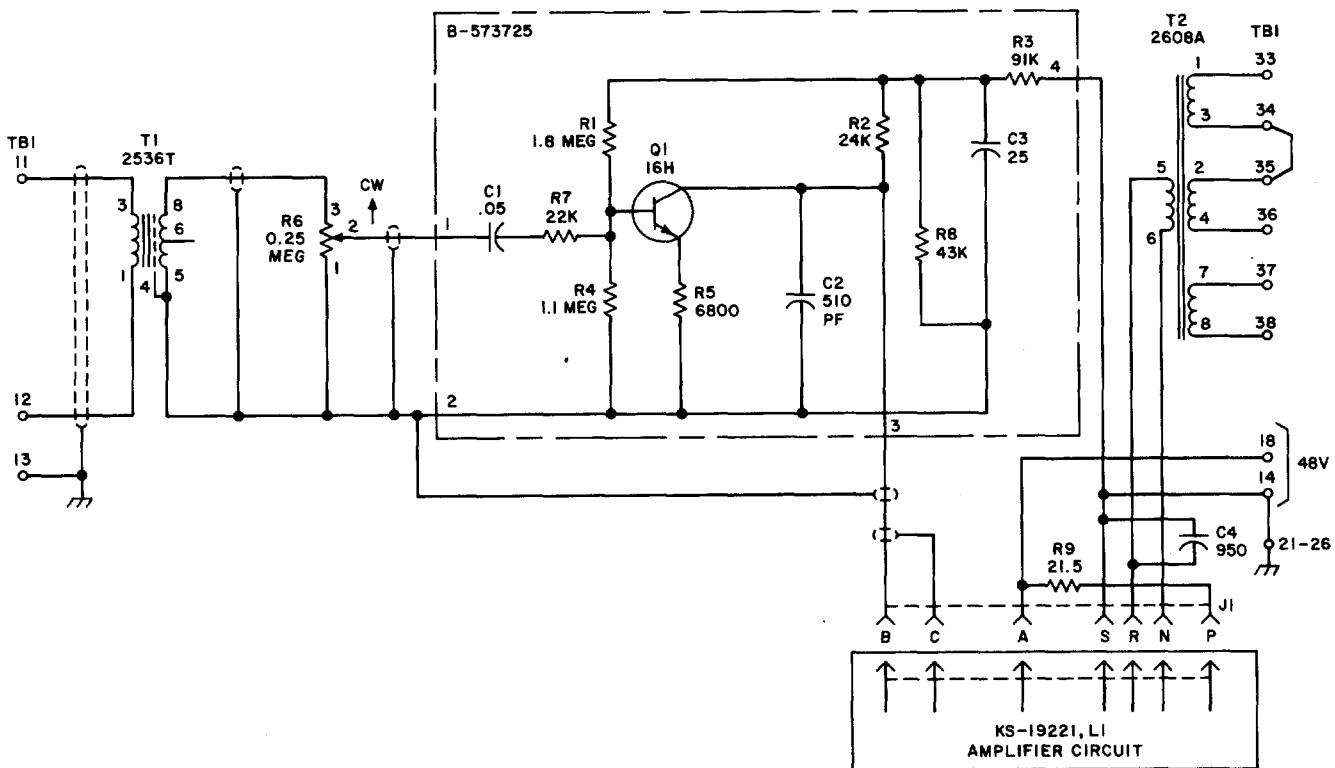 B-573725
T2
2608A
TB1
R3
91K
4
1
33
3
34
R1
1.8 MEG
R2
24K
C3
25
TB1
11
T1
2536T
Q1
16H
5
2
35
CW
3
8
6
3
2
R6
0.25
MEG
1
1
4
5
1
C1
.05
R7
22K
R8
43K
6
4
36
R4
1.1 MEG
R5
6800
C2
510
PF
7
37
8
38
12
2
3
13
18
48V
14
C4
950
21-26
R9
21.5
J1
B C A S R N P
KS-19221, L1
AMPLIFIER CIRCUIT